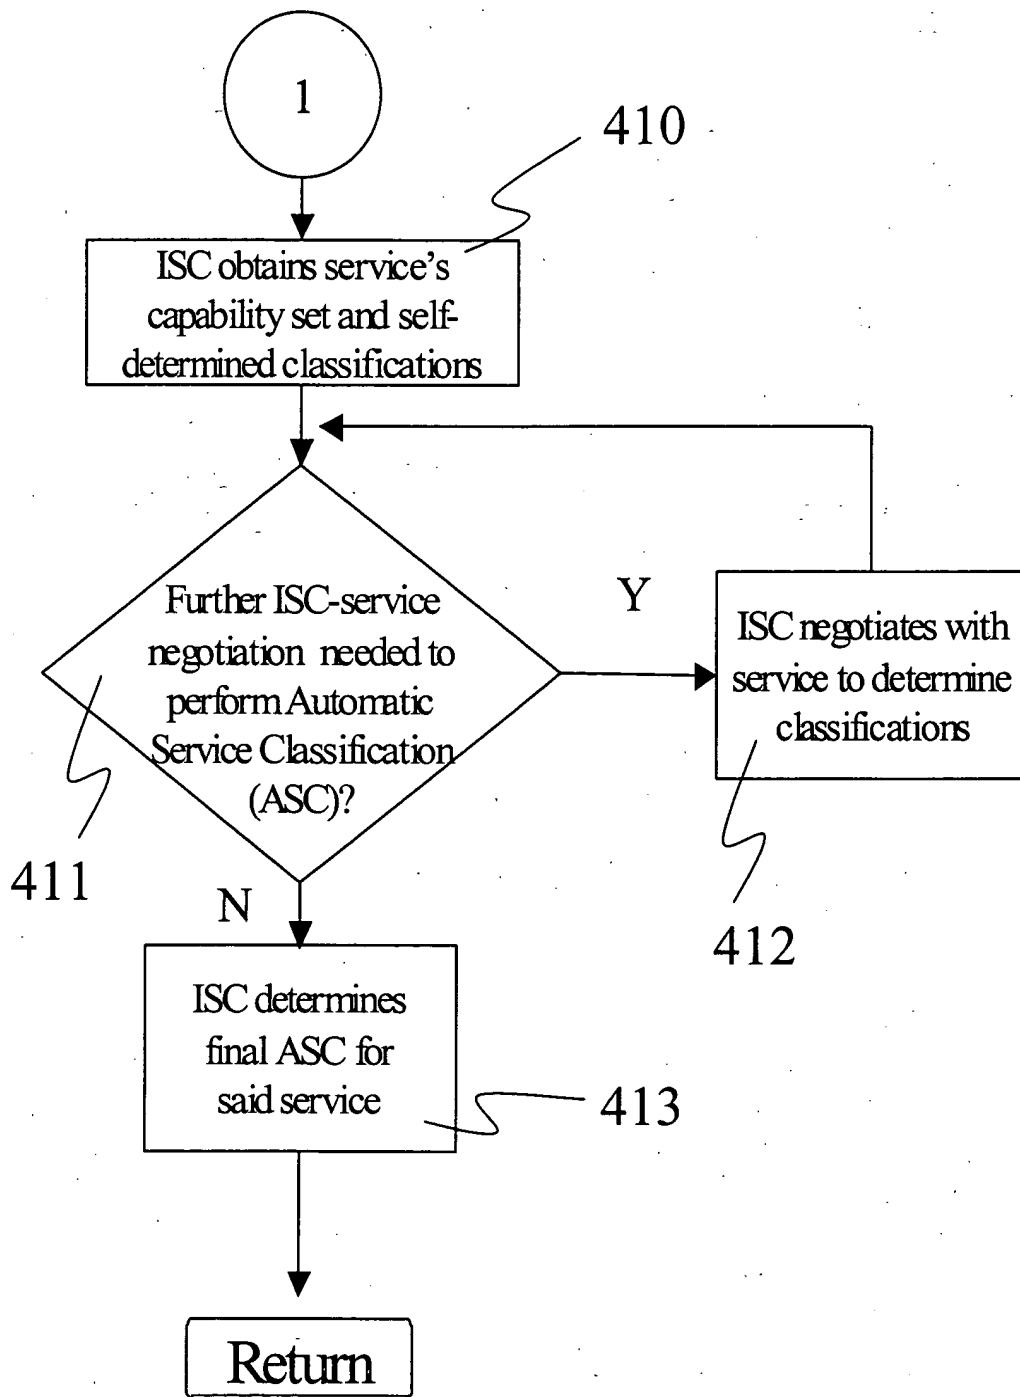 1
410
ISC obtains service's
capability set and self-
determined classifications
Further ISC-service
negotiation needed to
perform Automatic
Service Classification
(ASC)?
Y
ISC negotiates with
service to determine
classifications
411
N
412
ISC determines
final ASC for
said service
413
Return